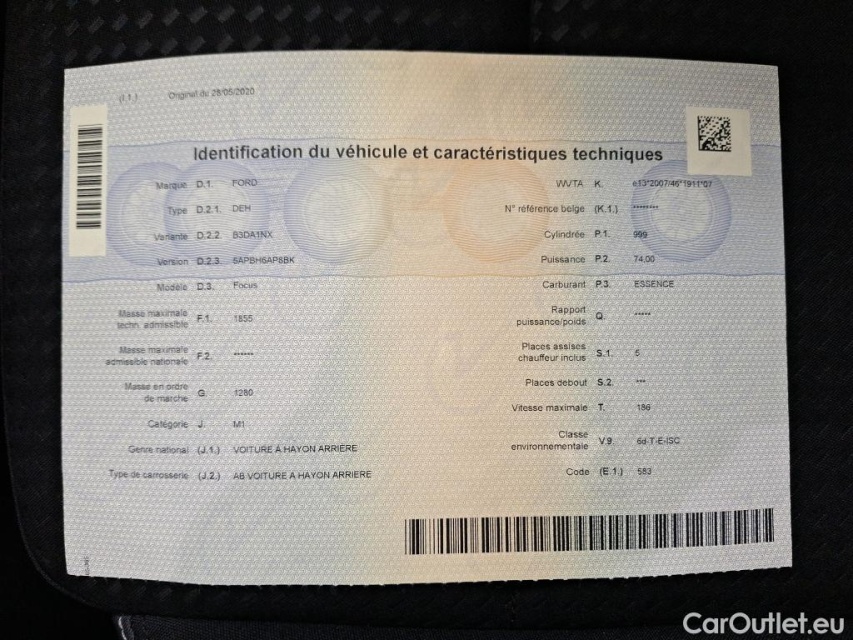 (I.1.) Original du 28/05/2020
Identification du véhicule et caractéristiques techniques
Marque D.1. FORD
Type D.2.1. DEH
Variante D.2.2. B3DA1NX
Version D.2.3. 5APBH6AP8BK
Modèle D.3. Focus
Masse maximale
techn. admissible F.1. 1855
Masse maximale
admissible nationale F.2. ******
Masse en ordre
de marche G. 1280
Catégorie J. M1
Genre national (J.1.) VOITURE A HAYON ARRIERE
Type de carrosserie (J.2.) AB VOITURE A HAYON ARRIERE
WVTA K. e13*2007/46*1911*07
N° référence belge (K.1.) ********
Cylindrée P.1. 999
Puissance P.2. 74,00
Carburant P.3. ESSENCE
Rapport
puissance/poids Q. *****
Places assises
chauffeur inclus S.1. 5
Places debout S.2. ***
Vitesse maximale T. 186
Classe
environnementale V.9. 6d-T-E-ISC
Code (E.1.) 583
CarOutlet.eu